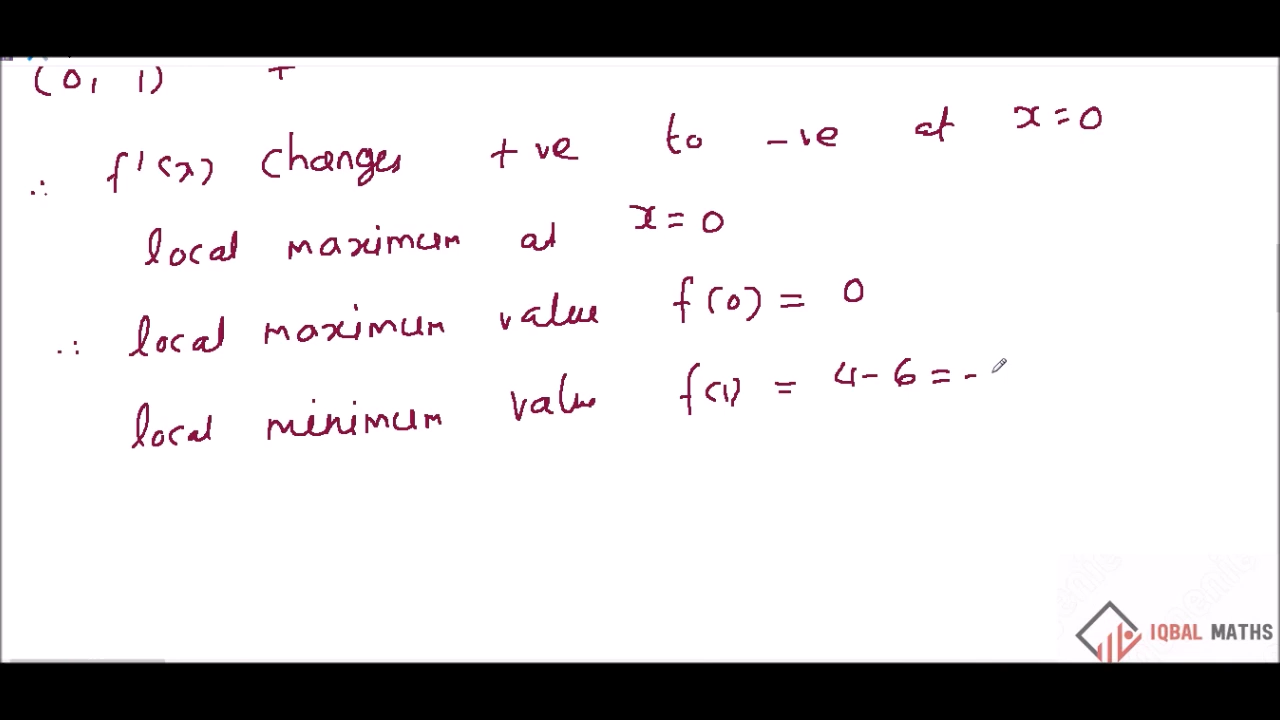 (0, 1) +
∴ f'(x) changes +ve to -ve at x=0
local maximum at x=0
∴ local maximum value f(0) = 0
local minimum value f(1) = 4-6 = -
IQBAL MATHS